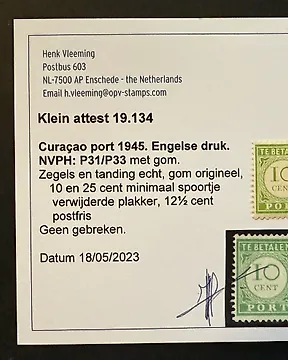 Henk Vleeming
Postbus 603
NL-7500 AP Enschede - the Netherlands
Email h.vleeming@opv-stamps.com
Klein attest 19.134
Curaçao port 1945. Engelse druk.
NVPH: P31/P33 met gom.
Zegels en tanding echt, gom origineel,
10 en 25 cent minimaal spoortje
verwijderde plakker, 12½ cent
postfris
Geen gebreken.
Datum 18/05/2023
TE BETAL
10
CENT
PORT
TE BETALEN
10
CENT
PORT